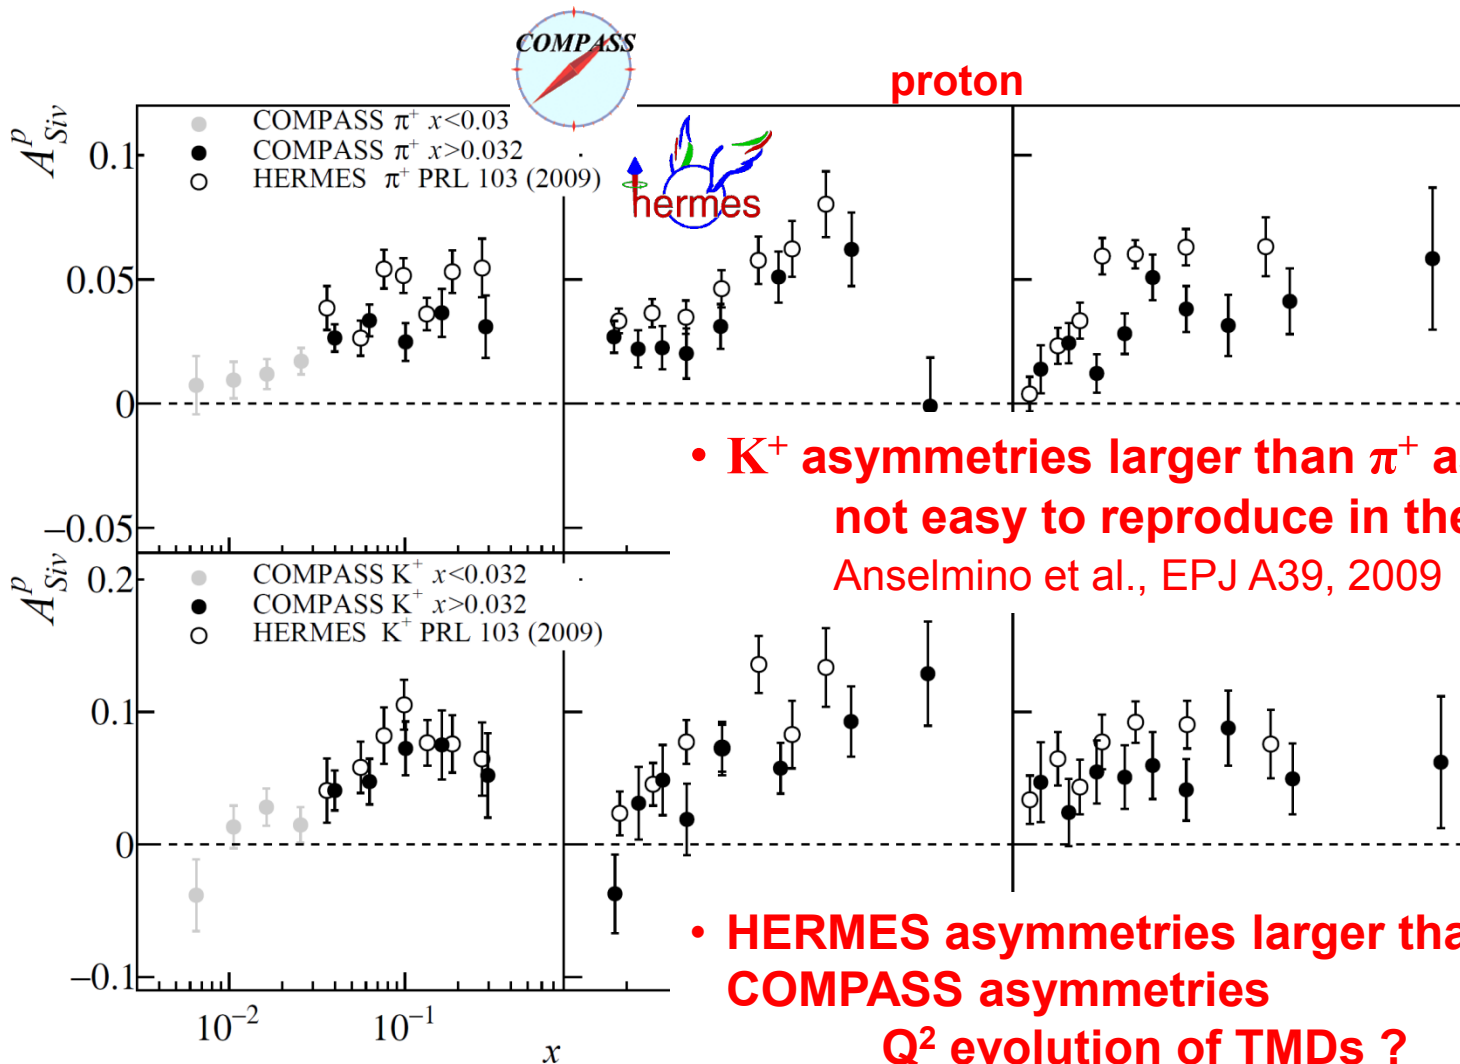 COMPASS
proton
A^p_Siv
COMPASS π⁺ x<0.03
COMPASS π⁺ x>0.032
HERMES π⁺ PRL 103 (2009)
hermes
0.1
0.05
0
−0.05
• K⁺ asymmetries larger than π⁺ a
not easy to reproduce in the
Anselmino et al., EPJ A39, 2009
A^p_Siv
COMPASS K⁺ x<0.032
COMPASS K⁺ x>0.032
HERMES K⁺ PRL 103 (2009)
0.2
0.1
0
−0.1
• HERMES asymmetries larger tha
COMPASS asymmetries
Q² evolution of TMDs ?
10⁻² 10⁻¹
x